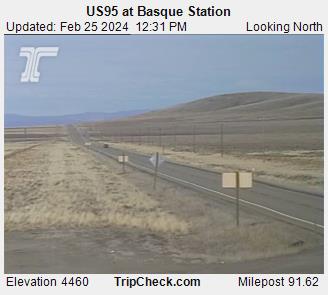 US95 at Basque Station
Updated: Feb 25 2024 12:31 PM Looking North
Elevation 4460 TripCheck.com Milepost 91.62